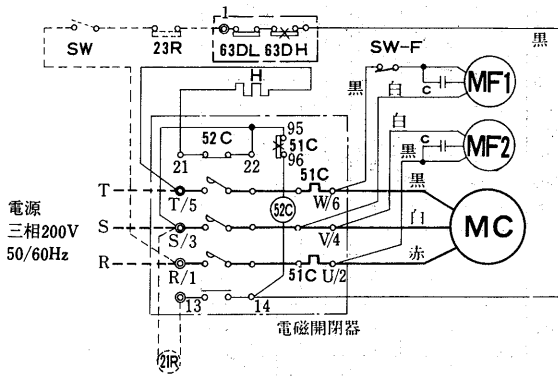 1
黒
SW
23R
63DL
63DH
SW-F
H
黒
C
MF1
白
52C
95
51C
96
21
22
白
C
MF2
黒
51C
黒
T
T/5
52C
W/6
電源
三相200V
50/60Hz
S
S/3
V/4
白
MC
R
R/1
51C
U/2
赤
13
14
電磁開閉器
21R